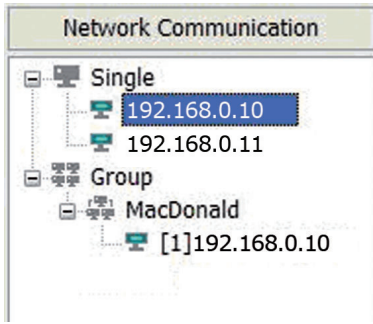 Network Communication
Single
192.168.0.10
192.168.0.11
Group
MacDonald
[1]192.168.0.10